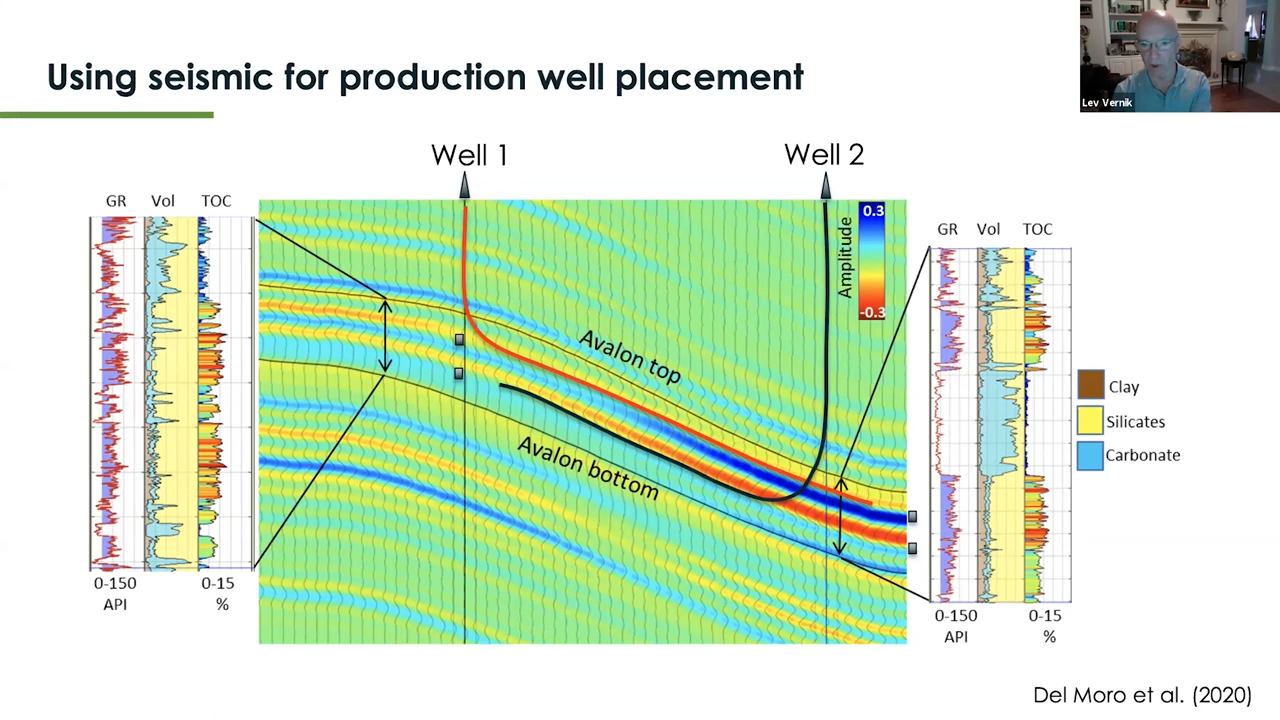 Using seismic for production well placement
Lev Vernik
Well 1
Well 2
GR Vol TOC
0.3
Amplitude
-0.3
GR Vol TOC
Avalon top
Avalon bottom
Clay
Silicates
Carbonate
0-150 0-15
API %
0-150 0-15
API %
Del Moro et al. (2020)